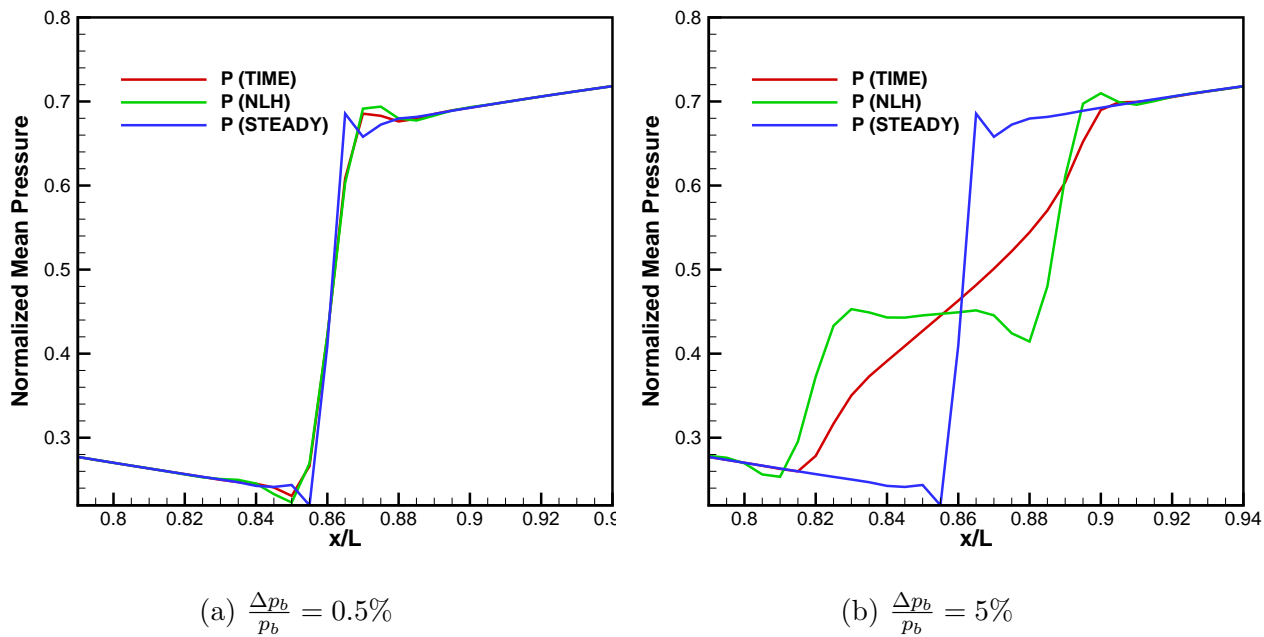 0.8
0.7
0.6
0.5
0.4
0.3
Normalized Mean Pressure
P (TIME)
P (NLH)
P (STEADY)
0.8 0.82 0.84 0.86 0.88 0.9 0.92 0.9
x/L
(a) Δp_b/p_b = 0.5%
0.8
0.7
0.6
0.5
0.4
0.3
Normalized Mean Pressure
P (TIME)
P (NLH)
P (STEADY)
0.8 0.82 0.84 0.86 0.88 0.9 0.92 0.94
x/L
(b) Δp_b/p_b = 5%